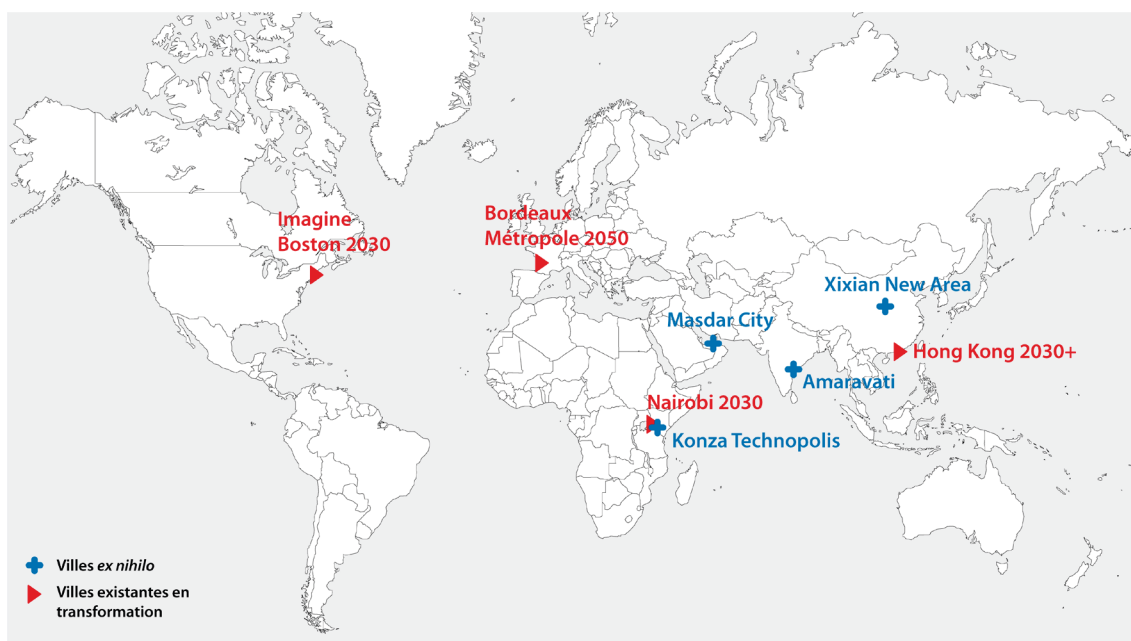 Imagine
Boston 2030
Bordeaux
Métropole 2050
Xixian New Area
Masdar City
Hong Kong 2030+
Amaravati
Nairobi 2030
Konza Technopolis
Villes ex nihilo
Villes existantes en
transformation